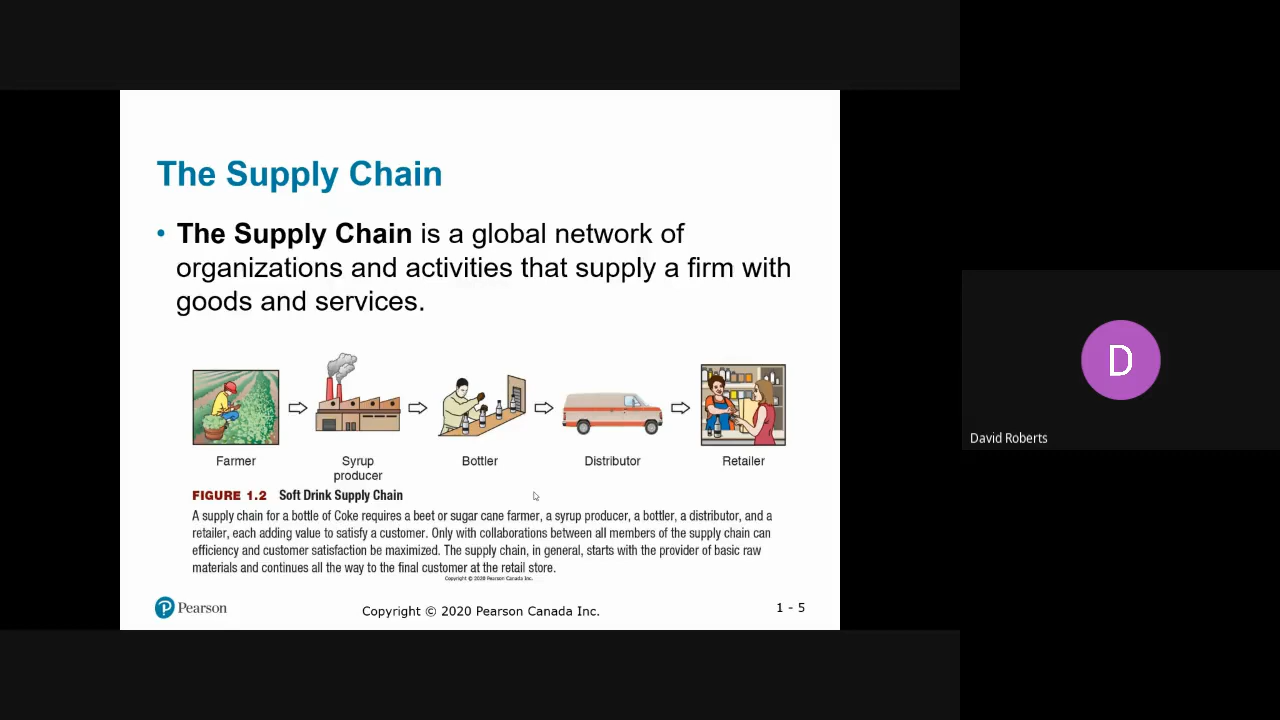 The Supply Chain
• The Supply Chain is a global network of
organizations and activities that supply a firm with
goods and services.
Farmer
Syrup
producer
Bottler
Distributor
Retailer
FIGURE 1.2 Soft Drink Supply Chain
A supply chain for a bottle of Coke requires a beet or sugar cane farmer, a syrup producer, a bottler, a distributor, and a
retailer, each adding value to satisfy a customer. Only with collaborations between all members of the supply chain can
efficiency and customer satisfaction be maximized. The supply chain, in general, starts with the provider of basic raw
materials and continues all the way to the final customer at the retail store.
Copyright © 2020 Pearson Canada Inc.
P Pearson
Copyright © 2020 Pearson Canada Inc.
1 - 5
D
David Roberts